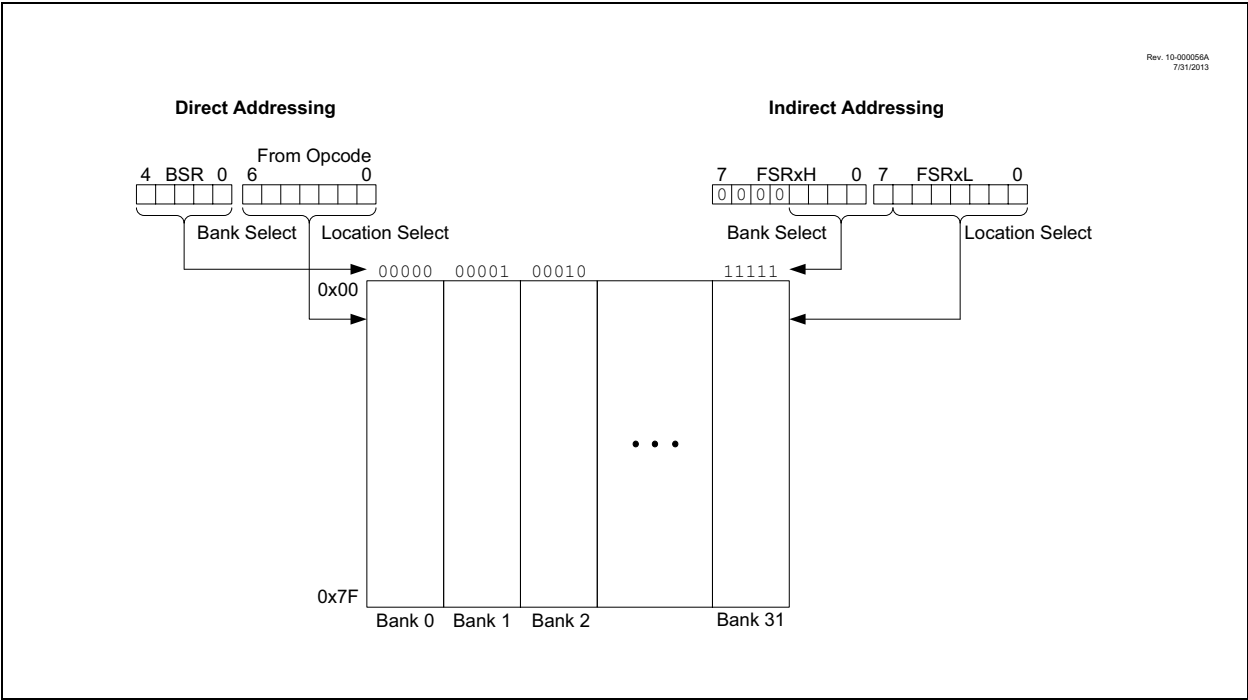 Rev. 10-000056A
7/31/2013
Direct Addressing
Indirect Addressing
From Opcode
4 BSR 0 6 0
7 FSRxH 0 7 FSRxL 0
0 0 0 0
Bank Select Location Select
Bank Select Location Select
00000 00001 00010 11111
0x00
• • •
0x7F
Bank 0 Bank 1 Bank 2 Bank 31